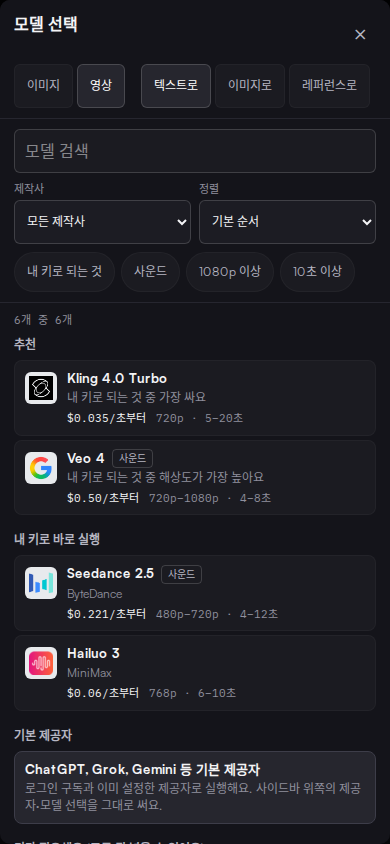 모델 선택
×
이미지 영상 텍스트로 이미지로 레퍼런스로
모델 검색
제작사 정렬
모든 제작사 기본 순서
내 키로 되는 것 사운드 1080p 이상 10초 이상
6개 중 6개
추천
Kling 4.0 Turbo
내 키로 되는 것 중 가장 싸요
$0.035/초부터 720p · 5–20초
Veo 4 사운드
내 키로 되는 것 중 해상도가 가장 높아요
$0.50/초부터 720p–1080p · 4–8초
내 키로 바로 실행
Seedance 2.5 사운드
ByteDance
$0.221/초부터 480p–720p · 4–12초
Hailuo 3
MiniMax
$0.06/초부터 768p · 6–10초
기본 제공자
ChatGPT, Grok, Gemini 등 기본 제공자
로그인 구독과 이미 설정한 제공자로 실행해요. 사이드바 위쪽의 제공
자·모델 선택을 그대로 써요.